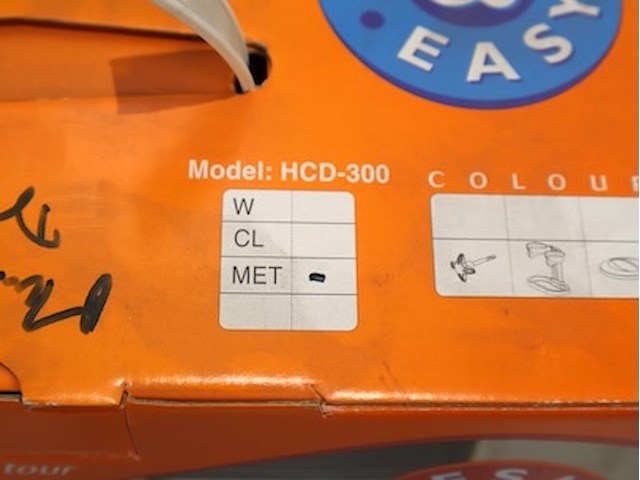 EASY
Model: HCD-300
COLOU
W
CL
MET
tour